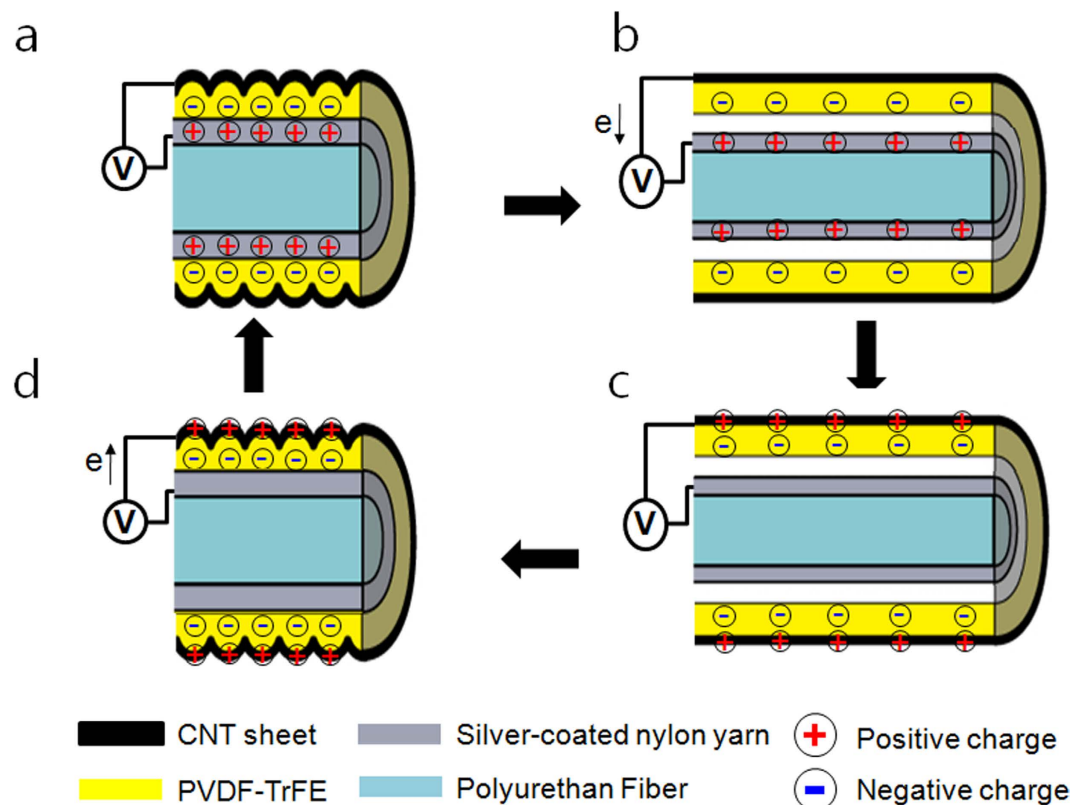 a
b
V
e
V
d
c
e
V
V
CNT sheet
Silver-coated nylon yarn
Positive charge
PVDF-TrFE
Polyurethan Fiber
Negative charge